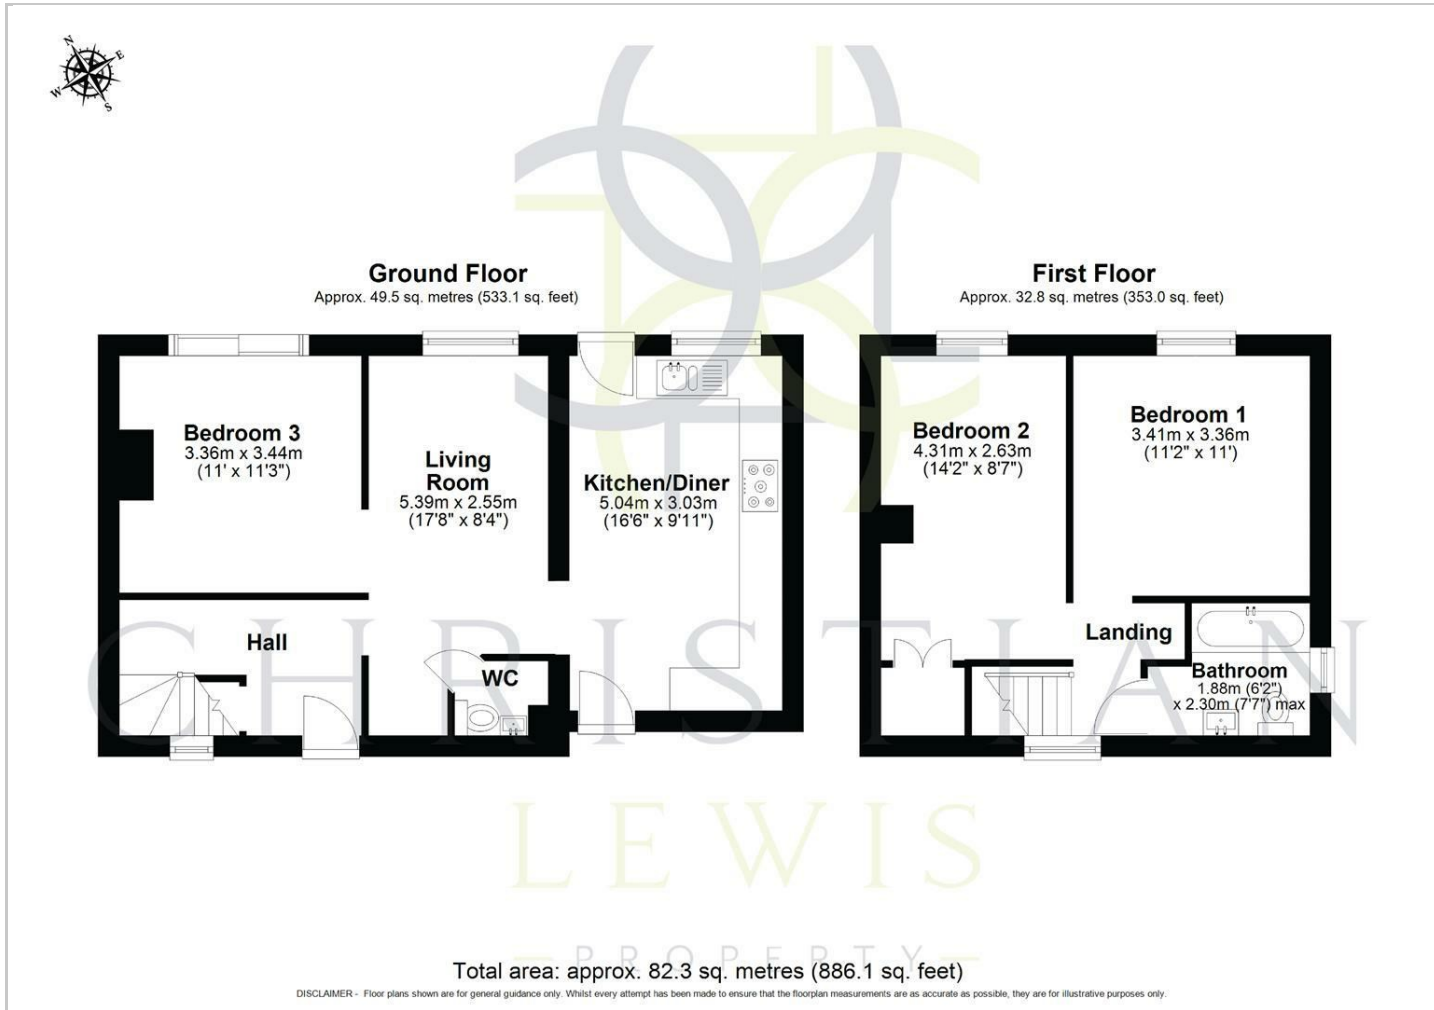 N
E
W
S
Ground Floor
Approx. 49.5 sq. metres (533.1 sq. feet)
First Floor
Approx. 32.8 sq. metres (353.0 sq. feet)
Bedroom 3
3.36m x 3.44m
(11' x 11'3")
Living
Room
5.39m x 2.55m
(17'8" x 8'4")
Kitchen/Diner
5.04m x 3.03m
(16'6" x 9'11")
Hall
WC
Bedroom 2
4.31m x 2.63m
(14'2" x 8'7")
Bedroom 1
3.41m x 3.36m
(11'2" x 11')
Landing
Bathroom
1.88m (6'2")
x 2.30m (7'7") max
CHRISTIAN
LEWIS
PROPERTY
Total area: approx. 82.3 sq. metres (886.1 sq. feet)
DISCLAIMER - Floor plans shown are for general guidance only. Whilst every attempt has been made to ensure that the floorplan measurements are as accurate as possible, they are for illustrative purposes only.